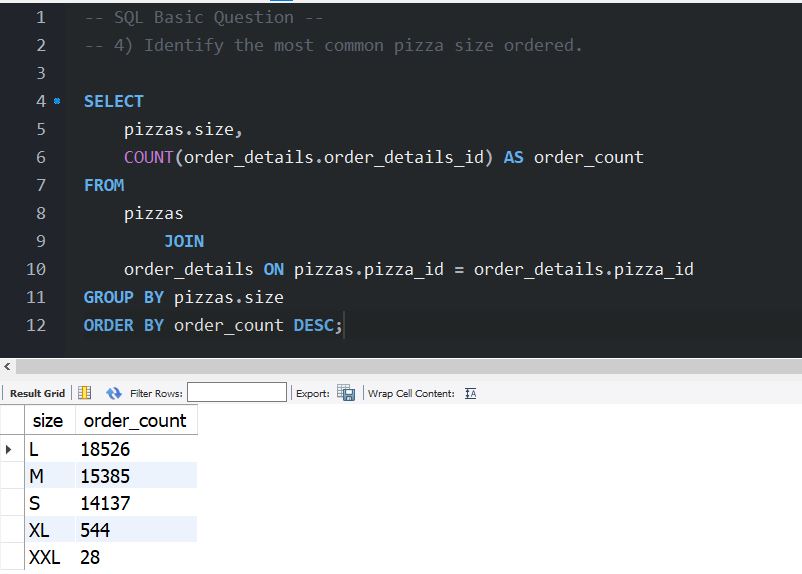 1 -- SQL Basic Question --
2 -- 4) Identify the most common pizza size ordered.
3
4 SELECT
5 pizzas.size,
6 COUNT(order_details.order_details_id) AS order_count
7 FROM
8 pizzas
9 JOIN
10 order_details ON pizzas.pizza_id = order_details.pizza_id
11 GROUP BY pizzas.size
12 ORDER BY order_count DESC;
Result Grid Filter Rows: Export: Wrap Cell Content: IA
size order_count
L 18526
M 15385
S 14137
XL 544
XXL 28